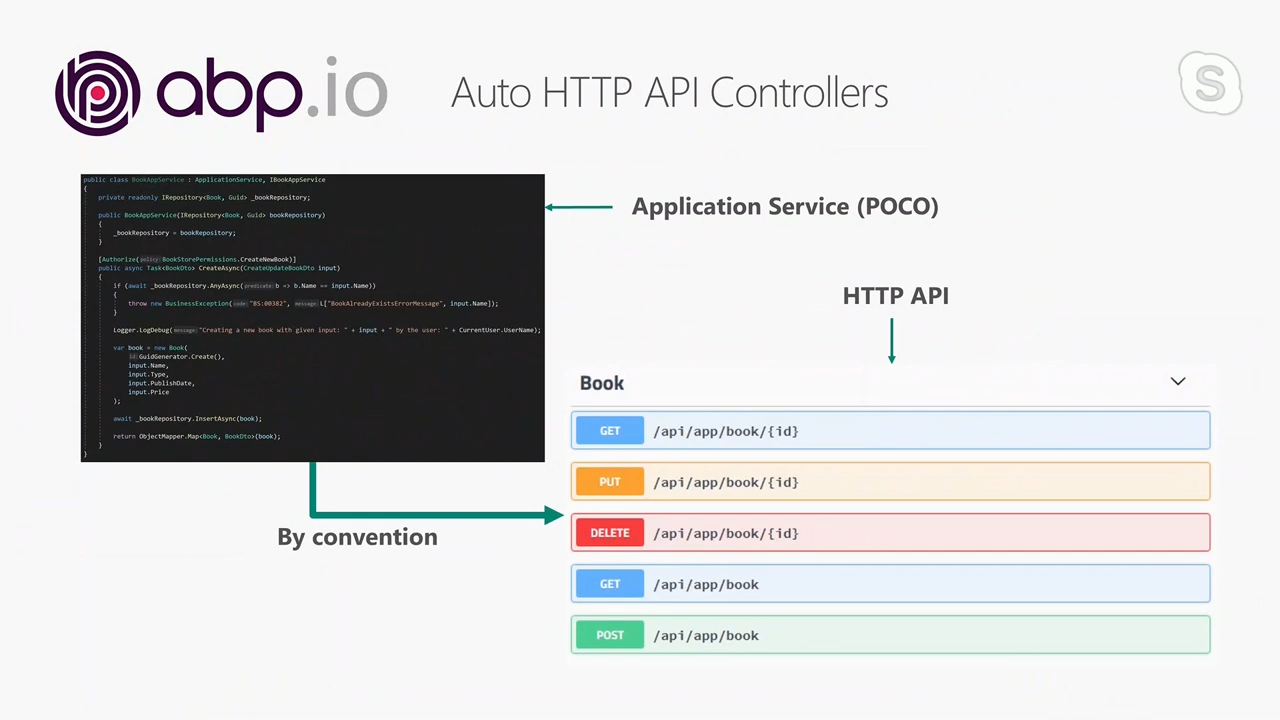 abp.io
Auto HTTP API Controllers
S
public class BookAppService : ApplicationService, IBookAppService
{
private readonly IRepository<Book, Guid> _bookRepository;
public BookAppService(IRepository<Book, Guid> bookRepository)
{
_bookRepository = bookRepository;
}
[Authorize(policy:BookStorePermissions.CreateNewBook)]
public async Task<BookDto> CreateAsync(CreateUpdateBookDto input)
{
if (await _bookRepository.AnyAsync(predicate:b => b.Name == input.Name))
{
throw new BusinessException(code:"BS:00382", message:L["BookAlreadyExistsErrorMessage", input.Name]);
}
Logger.LogDebug(message:"Creating a new book with given input: " + input + " by the user: " + CurrentUser.UserName);
var book = new Book(
id:GuidGenerator.Create(),
input.Name,
input.Type,
input.PublishDate,
input.Price
);
await _bookRepository.InsertAsync(book);
return ObjectMapper.Map<Book, BookDto>(book);
}
}
Application Service (POCO)
HTTP API
By convention
Book
GET /api/app/book/{id}
PUT /api/app/book/{id}
DELETE /api/app/book/{id}
GET /api/app/book
POST /api/app/book